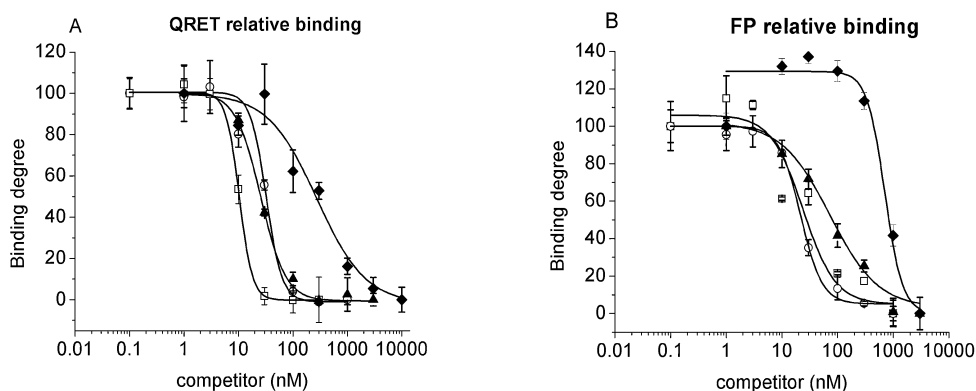 A
QRET relative binding
120
100
80
60
40
20
0
Binding degree
0.01 0.1 1 10 100 1000 10000
competitor (nM)
B
FP relative binding
140
120
100
80
60
40
20
0
Binding degree
0.01 0.1 1 10 100 1000 10000
competitor (nM)